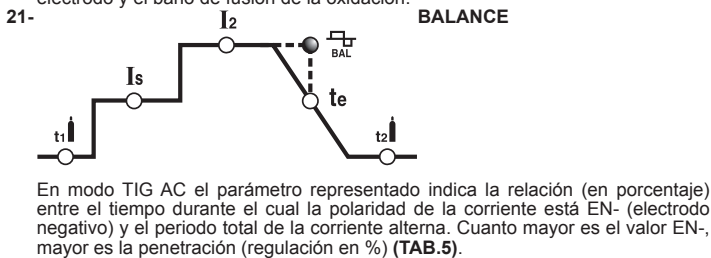 electrodo y el baño de fusión de la oxidación.
21- BALANCE
I2
BAL
Is
te
t1
t2
En modo TIG AC el parámetro representado indica la relación (en porcentaje)
entre el tiempo durante el cual la polaridad de la corriente está EN- (electrodo
negativo) y el periodo total de la corriente alterna. Cuanto mayor es el valor EN-,
mayor es la penetración (regulación en %) (TAB.5).